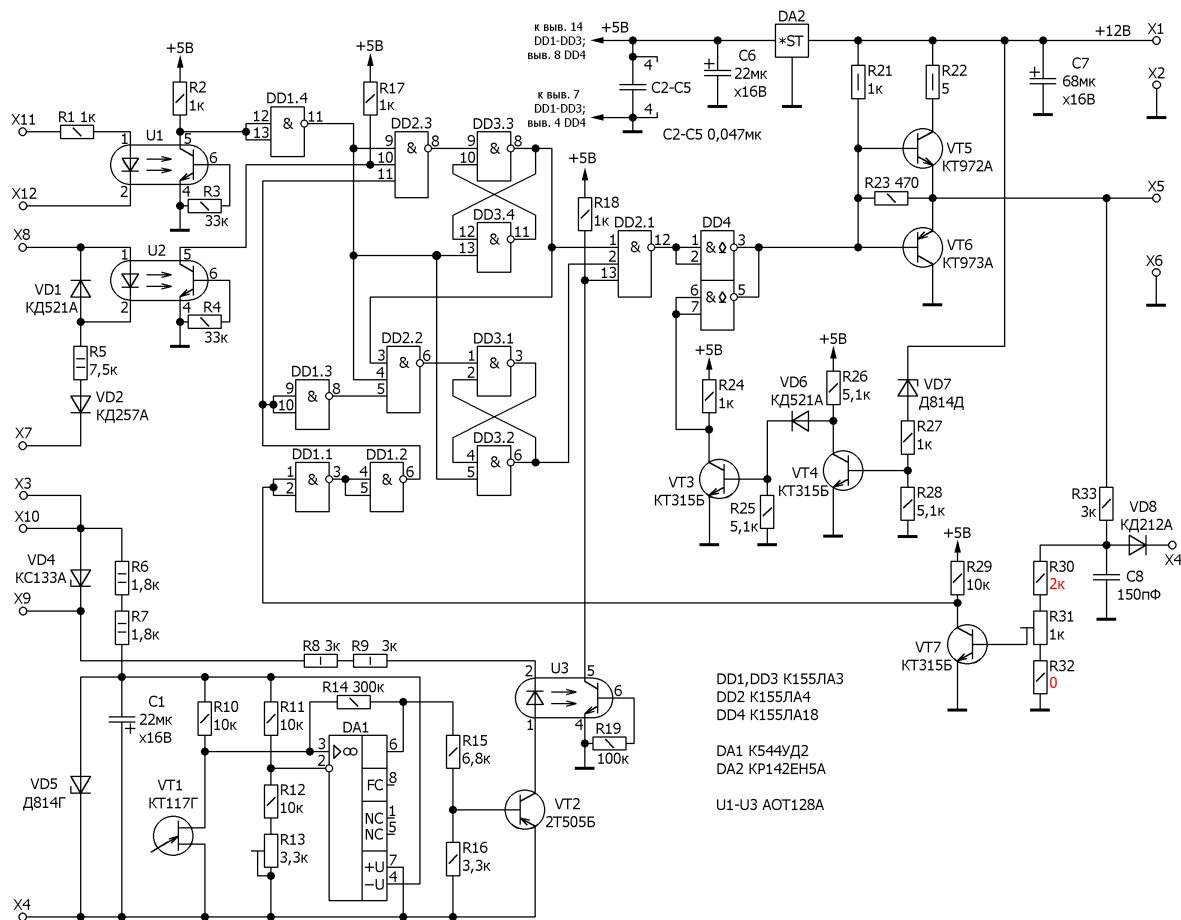 к выв. 14
DD1-DD3;
выв. 8 DD4
+5В
DA2
*ST
+12В
X1
4
C6
22мк
х16В
C2-C5
R21
1к
R22
5
C7
68мк
х16В
X2
к выв. 7
DD1-DD3;
выв. 4 DD4
4
C2-C5 0,047мк
+5В
R2
1к
+5В
R17
1к
X11
R1 1к
U1
1
2
5
6
4
DD1.4
12
13
&
11
DD2.3
9
10
11
&
8
DD3.3
9
10
&
8
+5В
R18
1к
VT5
КТ972А
R23 470
X5
X12
R3
33к
DD3.4
12
13
&
11
X8
U2
1
2
5
6
4
VD1
КД521А
R4
33к
DD2.1
1
2
13
&
12
DD4
1
2
&
3
6
7
&
5
VT6
КТ973А
X6
R5
7,5к
VD2
КД257А
X7
DD2.2
3
4
5
&
6
DD3.1
1
2
&
3
DD1.3
9
10
&
8
DD3.2
4
5
&
6
DD1.1
1
2
&
3
DD1.2
4
5
&
6
+5В
R24
1к
VD6
КД521А
+5В
R26
5,1к
VD7
Д814Д
R27
1к
VT3
КТ315Б
VT4
КТ315Б
R25
5,1к
R28
5,1к
R33
3к
VD8
КД212А
X4
X3
X10
VD4
КС133А
X9
R6
1,8к
R7
1,8к
+5В
R29
10к
R30
2к
C8
150пФ
R31
1к
VT7
КТ315Б
R32
0
R8 3к
R9 3к
U3
2
1
5
6
4
R19
100к
C1
22мк
х16В
R10
10к
R11
10к
R14 300к
DA1
3
2
∞
6
FC
8
NC
1
NC
5
+U
7
−U
4
R15
6,8к
VT2
2Т505Б
VD5
Д814Г
VT1
КТ117Г
R12
10к
R13
3,3к
R16
3,3к
X4
DD1,DD3 К155ЛА3
DD2 К155ЛА4
DD4 К155ЛА18
DA1 К544УД2
DA2 КР142ЕН5А
U1-U3 АОТ128А